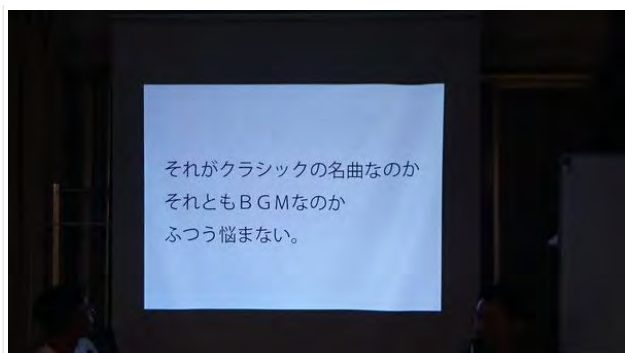 それがクラシックの名曲なのか
それともＢＧＭなのか
ふつう悩まない。